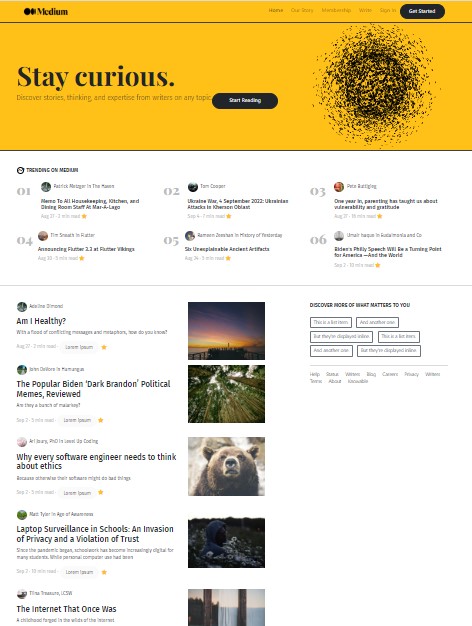 Medium
Home Our Story Membership Write Sign In Get Started
Stay curious.
Discover stories, thinking, and expertise from writers on any topic.
Start Reading
TRENDING ON MEDIUM
01 Patrick Metzger in The Haven
Memo To All Housekeeping, Kitchen, and
Dining Room Staff At Mar-A-Lago
Aug 27 · 3 min read
02 Tom Cooper
Ukraine War, 4 September 2022: Ukrainian
Attacks in Kherson Oblast
Sep 4 · 7 min read
03 Pete Buttigieg
One year in, parenting has taught us about
vulnerability and gratitude
Aug 27 · 16 min read
04 Tim Sneath in Flutter
Announcing Flutter 3.3 at Flutter Vikings
Aug 30 · 5 min read
05 Rameen Zeeshan in History of Yesterday
Six Unexplainable Ancient Artifacts
Aug 24 · 5 min read
06 Umair Haque in Eudaimonia and Co
Biden's Philly Speech Will Be a Turning Point
for America—And the World
Sep 2 · 10 min read
Adeline Dimond
Am I Healthy?
With a flood of conflicting messages and metaphors, how do you know?
Aug 27 · 3 min read Lorem Ipsum
John DeVore in Humungus
The Popular Biden 'Dark Brandon' Political
Memes, Reviewed
Are they a bunch of malarkey?
Sep 2 · 3 min read Lorem Ipsum
Ari Joury, PhD in Level Up Coding
Why every software engineer needs to think
about ethics
Because otherwise their software might do bad things
Sep 2 · 3 min read Lorem Ipsum
Matt Tyler in Age of Awareness
Laptop Surveillance in Schools: An Invasion
of Privacy and a Violation of Trust
Since the pandemic began, schoolwork has become increasingly digital for
many students. While personal computer use had been
Sep 2 · 10 min read Lorem Ipsum
Elina Treasure, LCSW
The Internet That Once Was
A childhood forged in the wilds of the Internet
DISCOVER MORE OF WHAT MATTERS TO YOU
This is a list item. And another one.
But they're displayed inline. This is a list item.
And another one. But they're displayed inline.
Help Status Writers Blog Careers Privacy Writers
Terms About Knowable